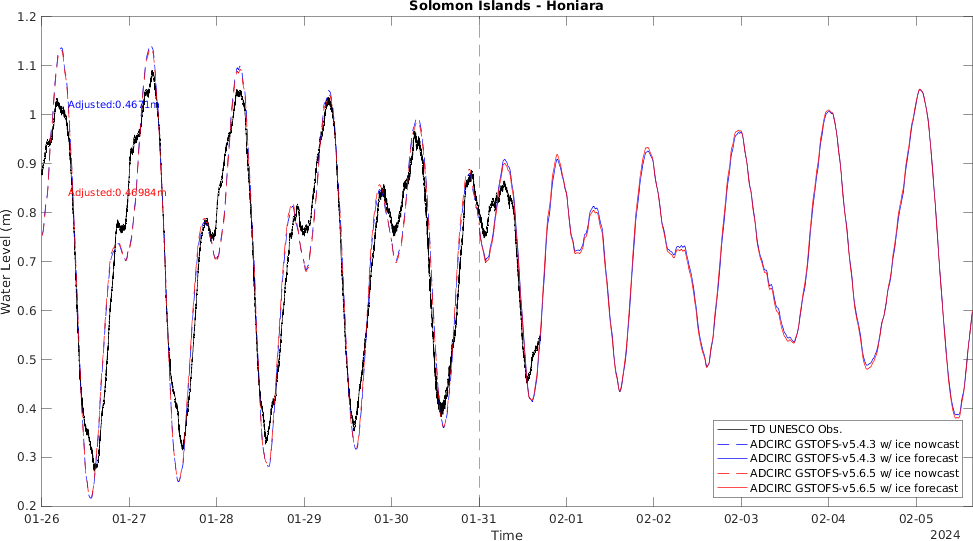 Solomon Islands - Honiara
1.2
1.1
1
0.9
0.8
0.7
0.6
0.5
0.4
0.3
0.2
Water Level (m)
Adjusted:0.4671m
Adjusted:0.46984m
TD UNESCO Obs.
ADCIRC GSTOFS-v5.4.3 w/ ice nowcast
ADCIRC GSTOFS-v5.4.3 w/ ice forecast
ADCIRC GSTOFS-v5.6.5 w/ ice nowcast
ADCIRC GSTOFS-v5.6.5 w/ ice forecast
01-26 01-27 01-28 01-29 01-30 01-31 02-01 02-02 02-03 02-04 02-05
Time
2024